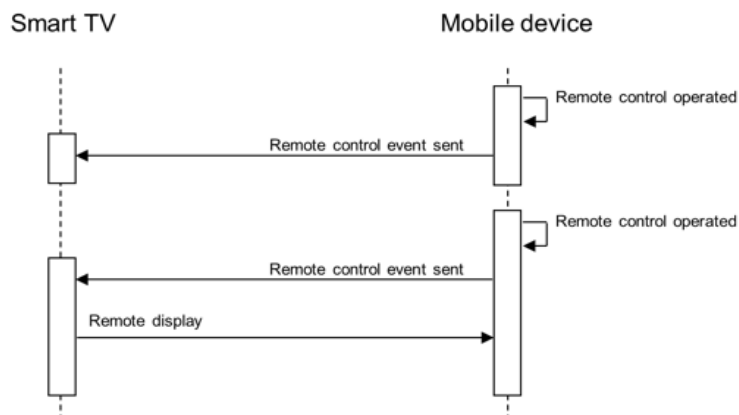 Smart TV
Mobile device
Remote control operated
Remote control event sent
Remote control operated
Remote control event sent
Remote display